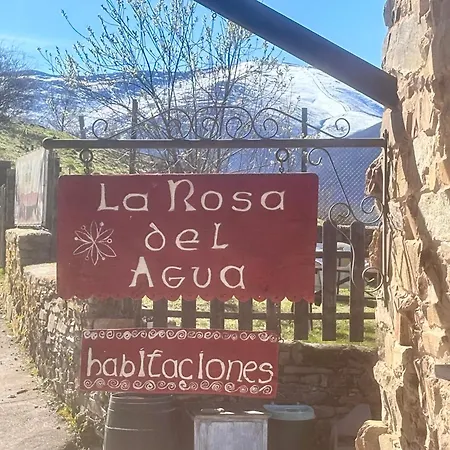 La Rosa
del
Agua
habitaciones